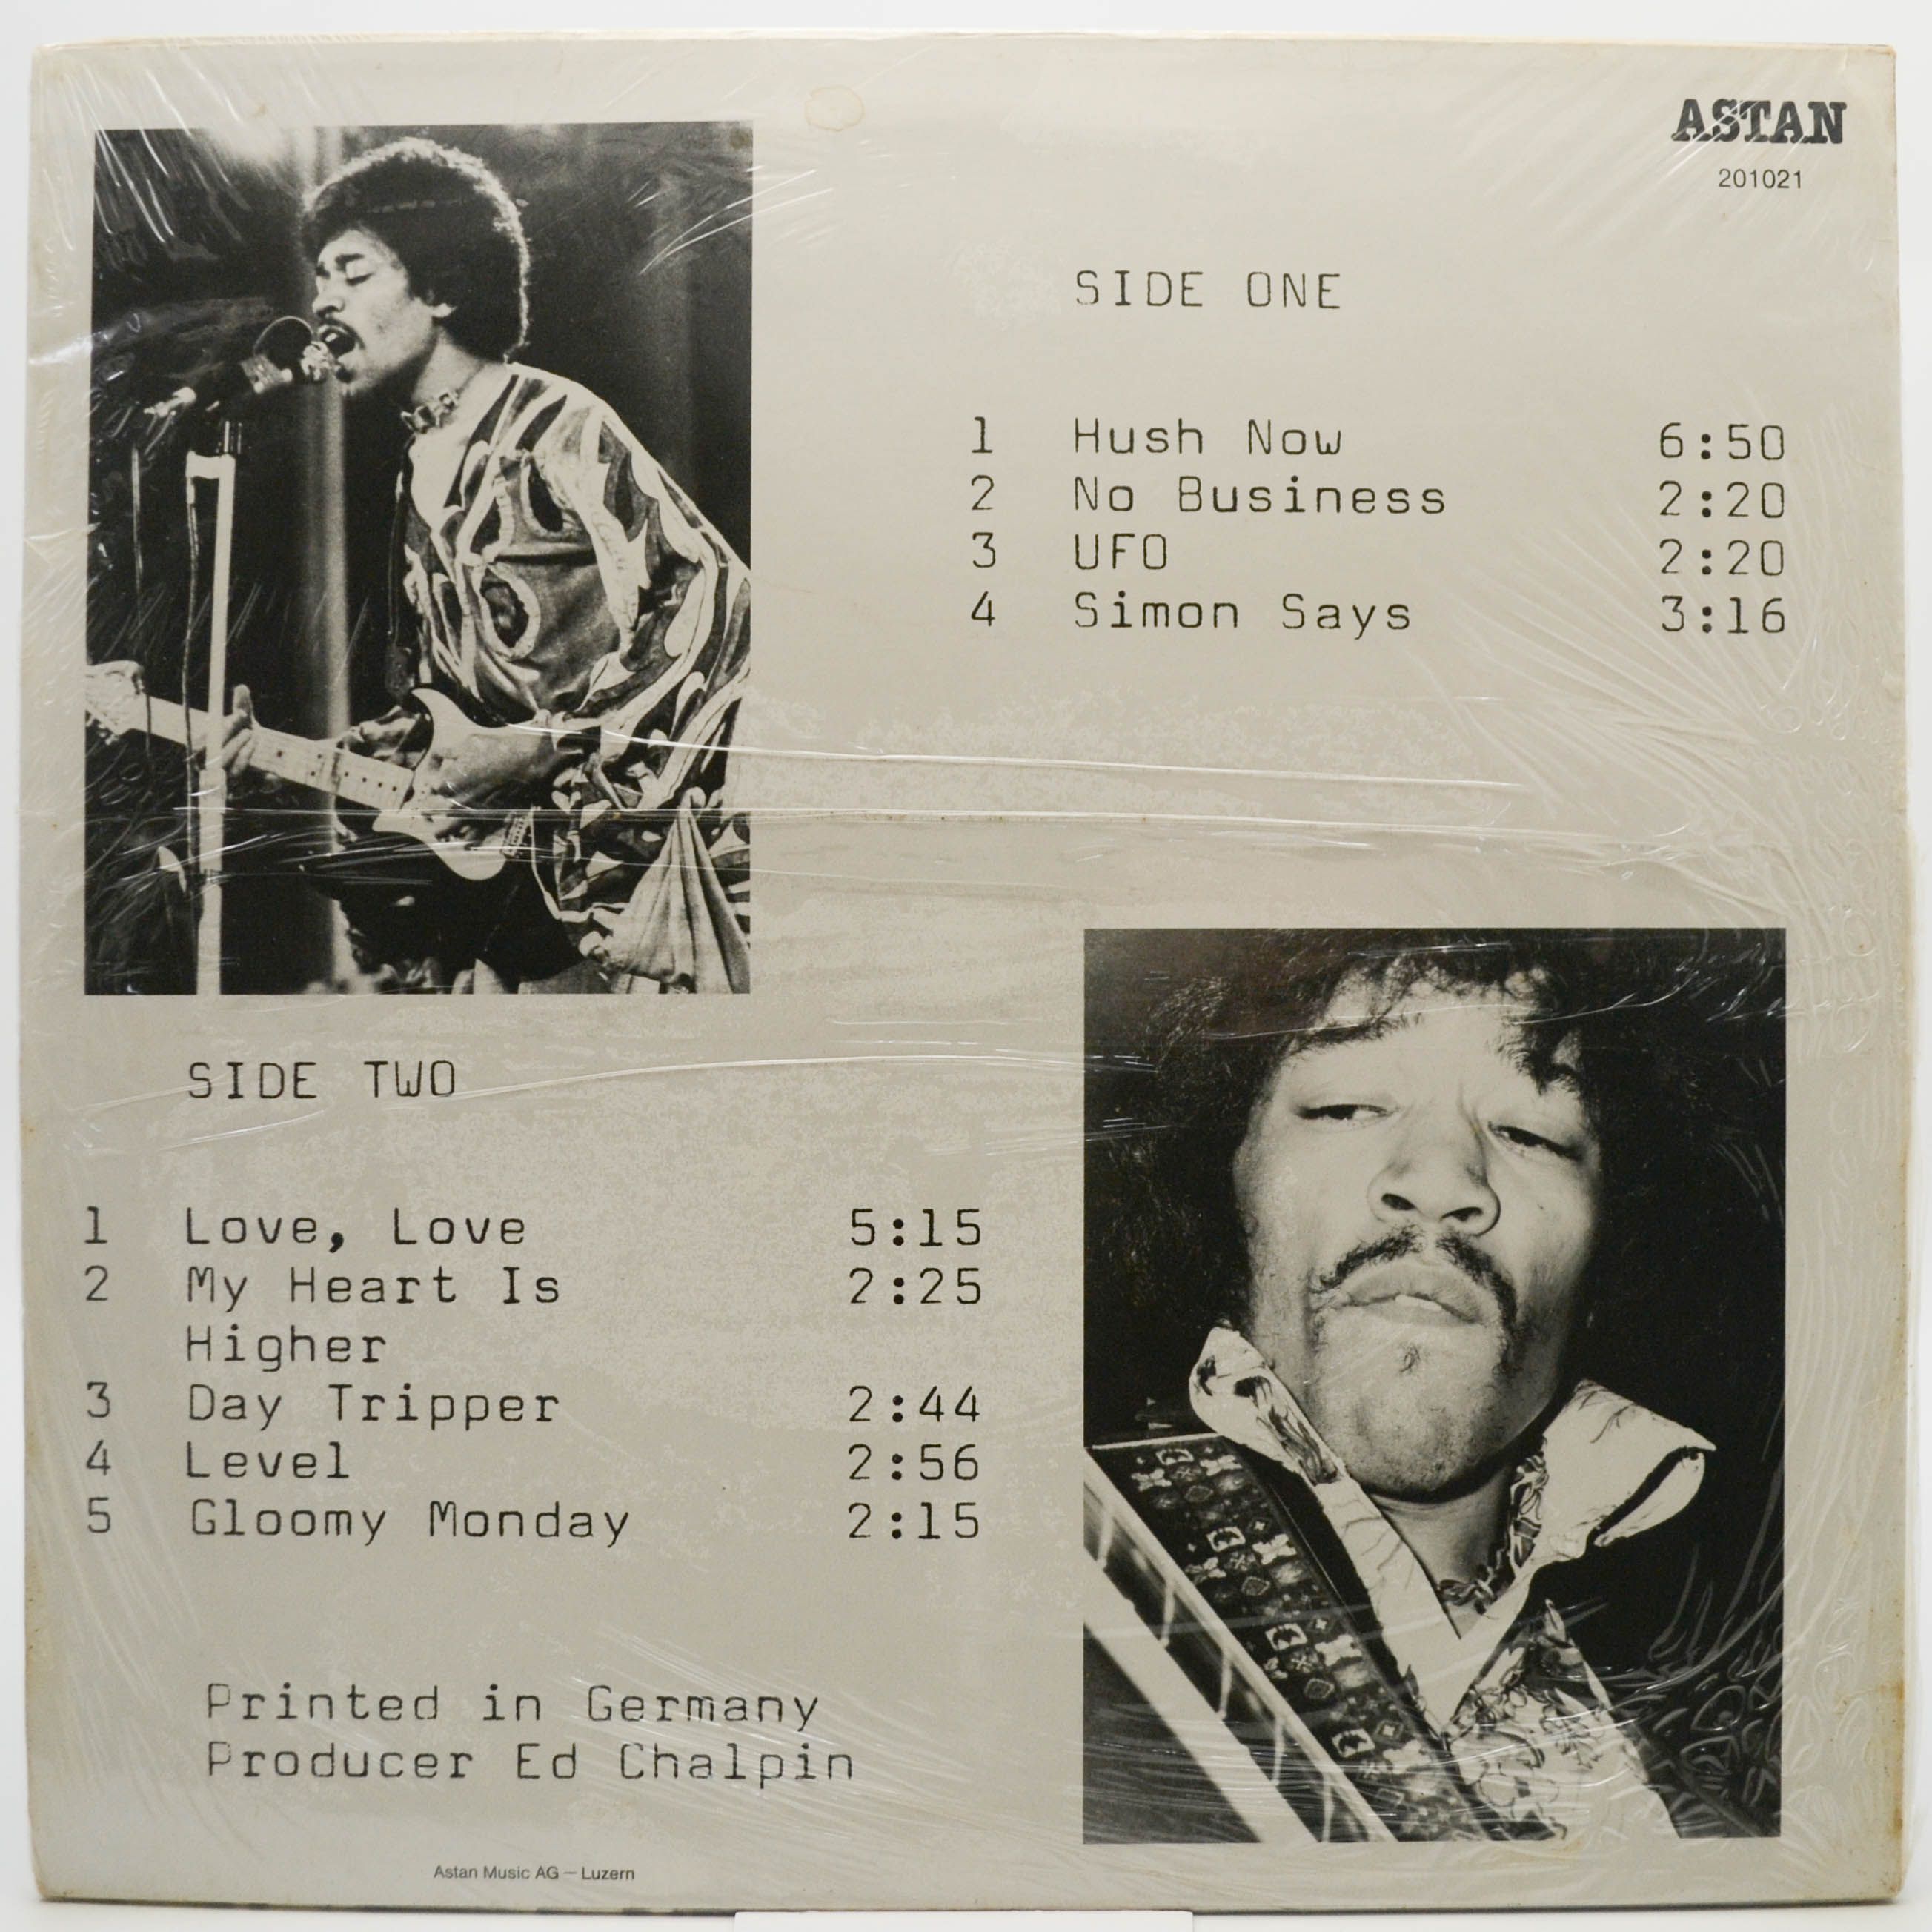 ASTAN
201021
SIDE ONE
1 Hush Now 6:50
2 No Business 2:20
3 UFO 2:20
4 Simon Says 3:16
SIDE TWO
1 Love, Love 5:15
2 My Heart Is 2:25
Higher
3 Day Tripper 2:44
4 Level 2:56
5 Gloomy Monday 2:15
Printed in Germany
Producer Ed Chalpin
Astan Music AG – Luzern